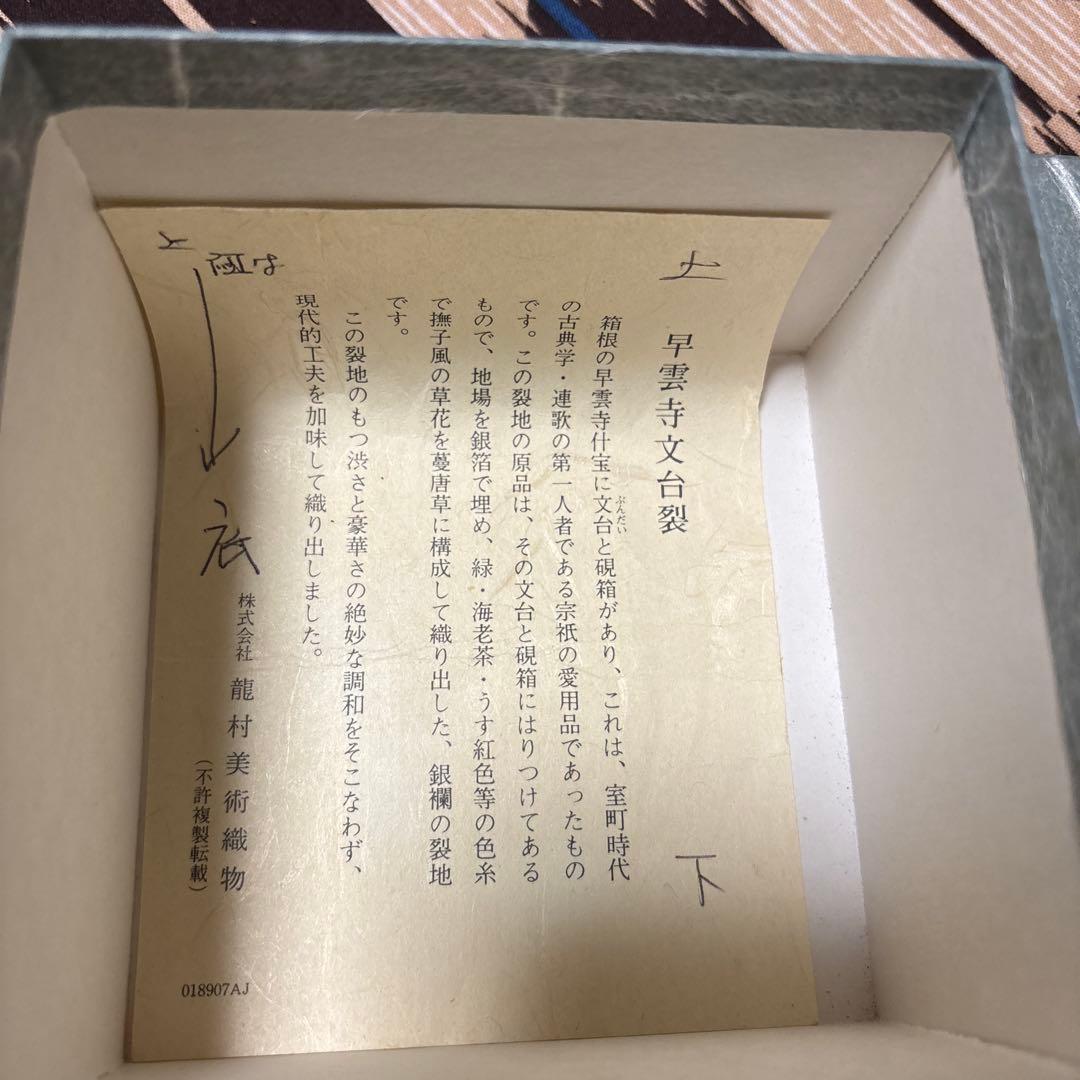 早雲寺文台裂
箱根の早雲寺什宝に文台と硯箱があり、これは、室町時代
ぶんだい
の古典学・連歌の第一人者である宗祇の愛用品であったもの
です。この裂地の原品は、その文台と硯箱にはりつけてある
もので、地場を銀箔で埋め、緑・海老茶・うす紅色等の色糸
で撫子風の草花を蔓唐草に構成して織り出した、銀襴の裂地
です。
この裂地のもつ渋さと豪華さの絶妙な調和をそこなわず、
現代的工夫を加味して織り出しました。
株式会社 龍村美術織物
(不許複製転載)
018907AJ
上
下
上
底